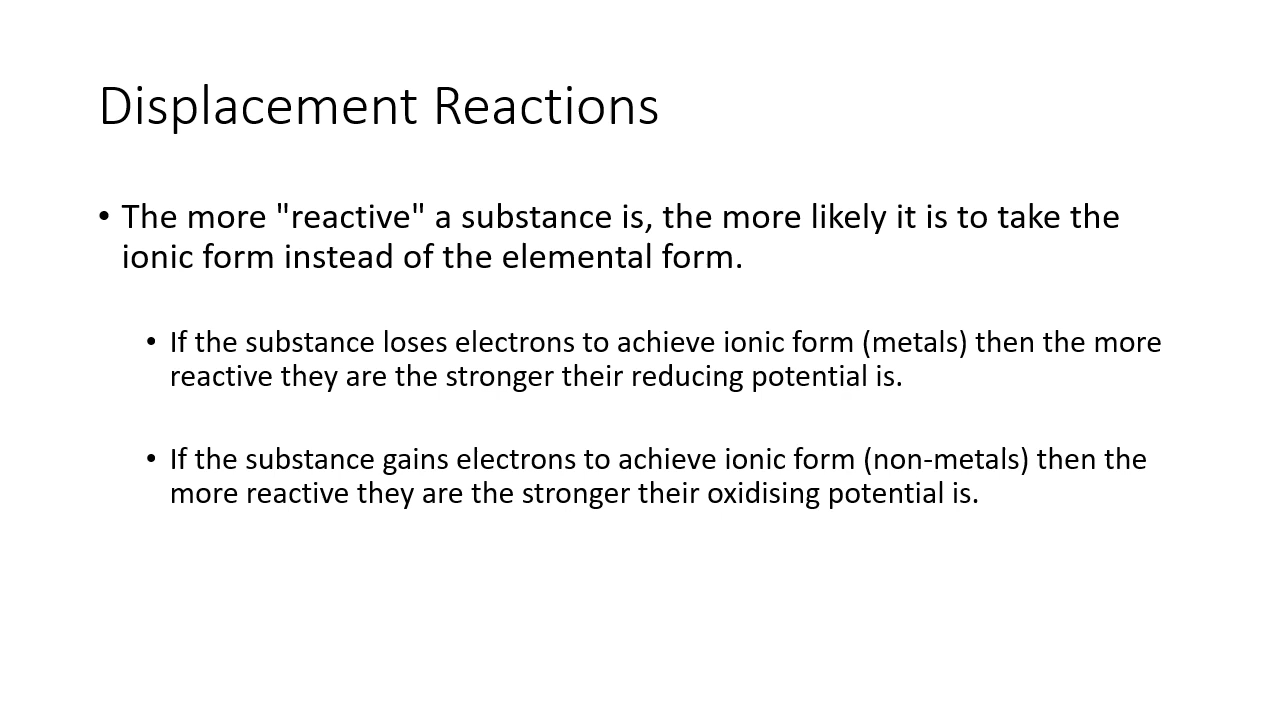 Displacement Reactions
• The more "reactive" a substance is, the more likely it is to take the
ionic form instead of the elemental form.
• If the substance loses electrons to achieve ionic form (metals) then the more
reactive they are the stronger their reducing potential is.
• If the substance gains electrons to achieve ionic form (non-metals) then the
more reactive they are the stronger their oxidising potential is.